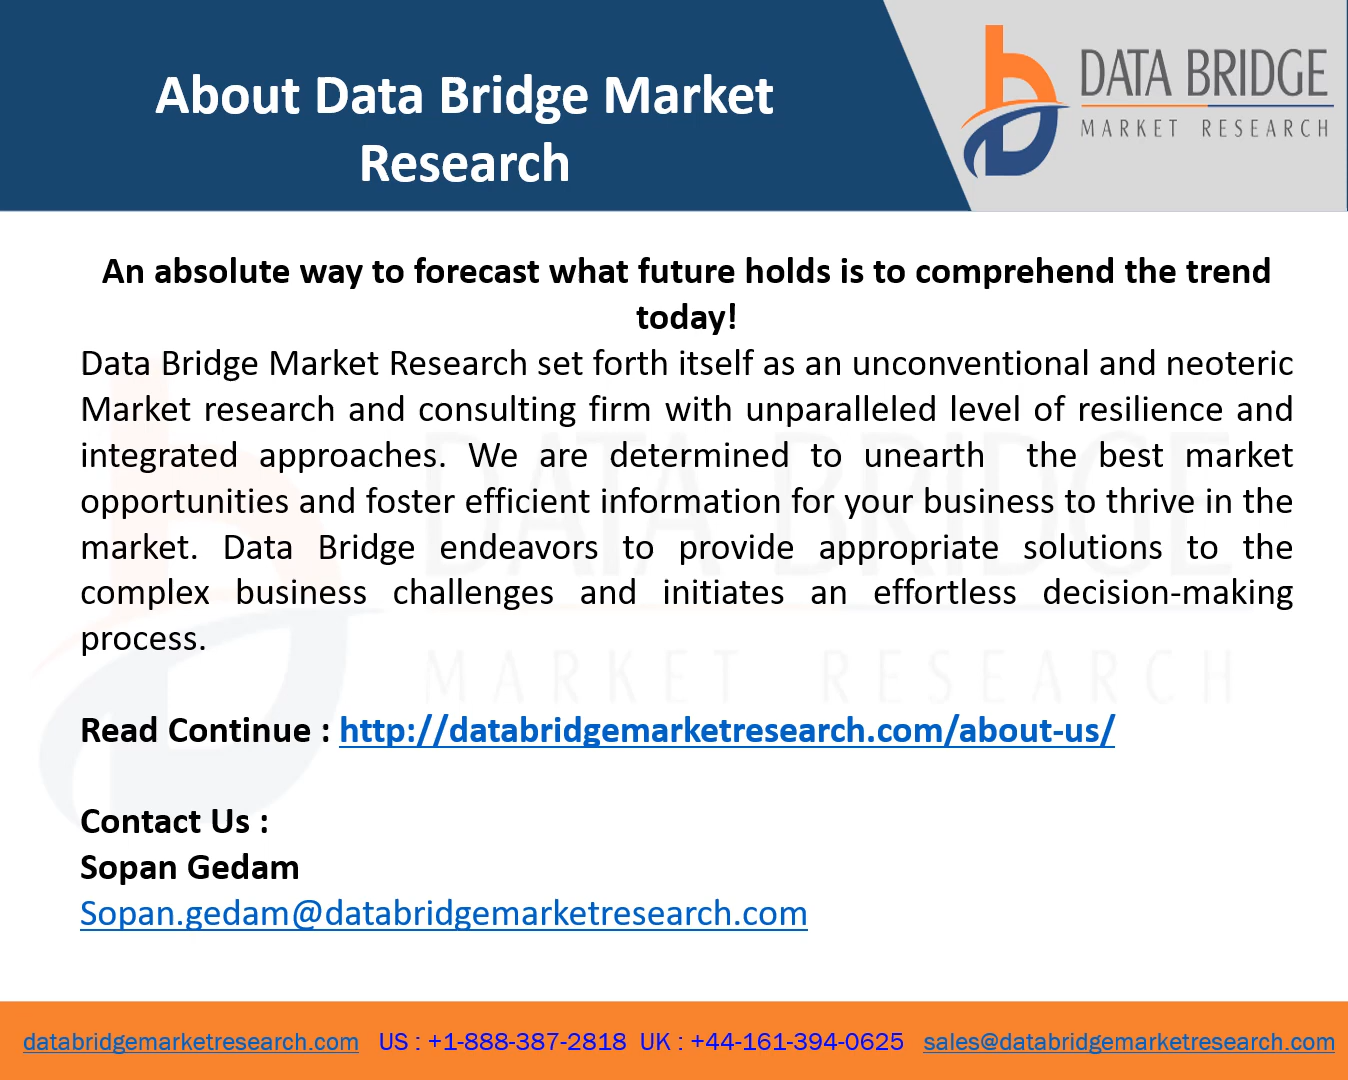 About Data Bridge Market
Research
DATA BRIDGE
MARKET RESEARCH
An absolute way to forecast what future holds is to comprehend the trend
today!
Data Bridge Market Research set forth itself as an unconventional and neoteric
Market research and consulting firm with unparalleled level of resilience and
integrated approaches. We are determined to unearth the best market
opportunities and foster efficient information for your business to thrive in the
market. Data Bridge endeavors to provide appropriate solutions to the
complex business challenges and initiates an effortless decision-making
process.
DATA BRIDGE
MARKET RESEARCH
Read Continue : http://databridgemarketresearch.com/about-us/
Contact Us :
Sopan Gedam
Sopan.gedam@databridgemarketresearch.com
databridgemarketresearch.com US : +1-888-387-2818 UK : +44-161-394-0625 sales@databridgemarketresearch.com